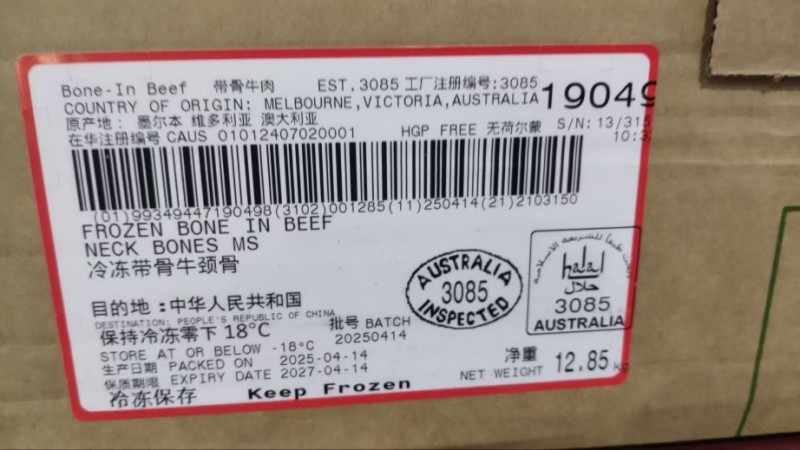 Bone-In Beef 带骨牛肉 EST.3085 工厂注册编号:3085
COUNTRY OF ORIGIN: MELBOURNE,VICTORIA,AUSTRALIA 19049
原产地: 墨尔本 维多利亚 澳大利亚
在华注册编号 CAUS 01012407020001 HGP FREE 无荷尔蒙 S/N: 13/315
10:3
(01)99349447190498(3102)001285(11)250414(21)2103150
FROZEN BONE IN BEEF
NECK BONES MS
冷冻带骨牛颈骨
AUSTRALIA
3085
INSPECTED
halal
حلال
3085
AUSTRALIA
目的地:中华人民共和国
DESTINATION: PEOPLE'S REPUBLIC OF CHINA
保持冷冻零下 18°C 批号 BATCH
STORE AT OR BELOW -18°C 20250414
生产日期 PACKED ON 2025-04-14
保质期限 EXPIRY DATE 2027-04-14
冷冻保存 Keep Frozen
净重
NET WEIGHT 12.85 kg